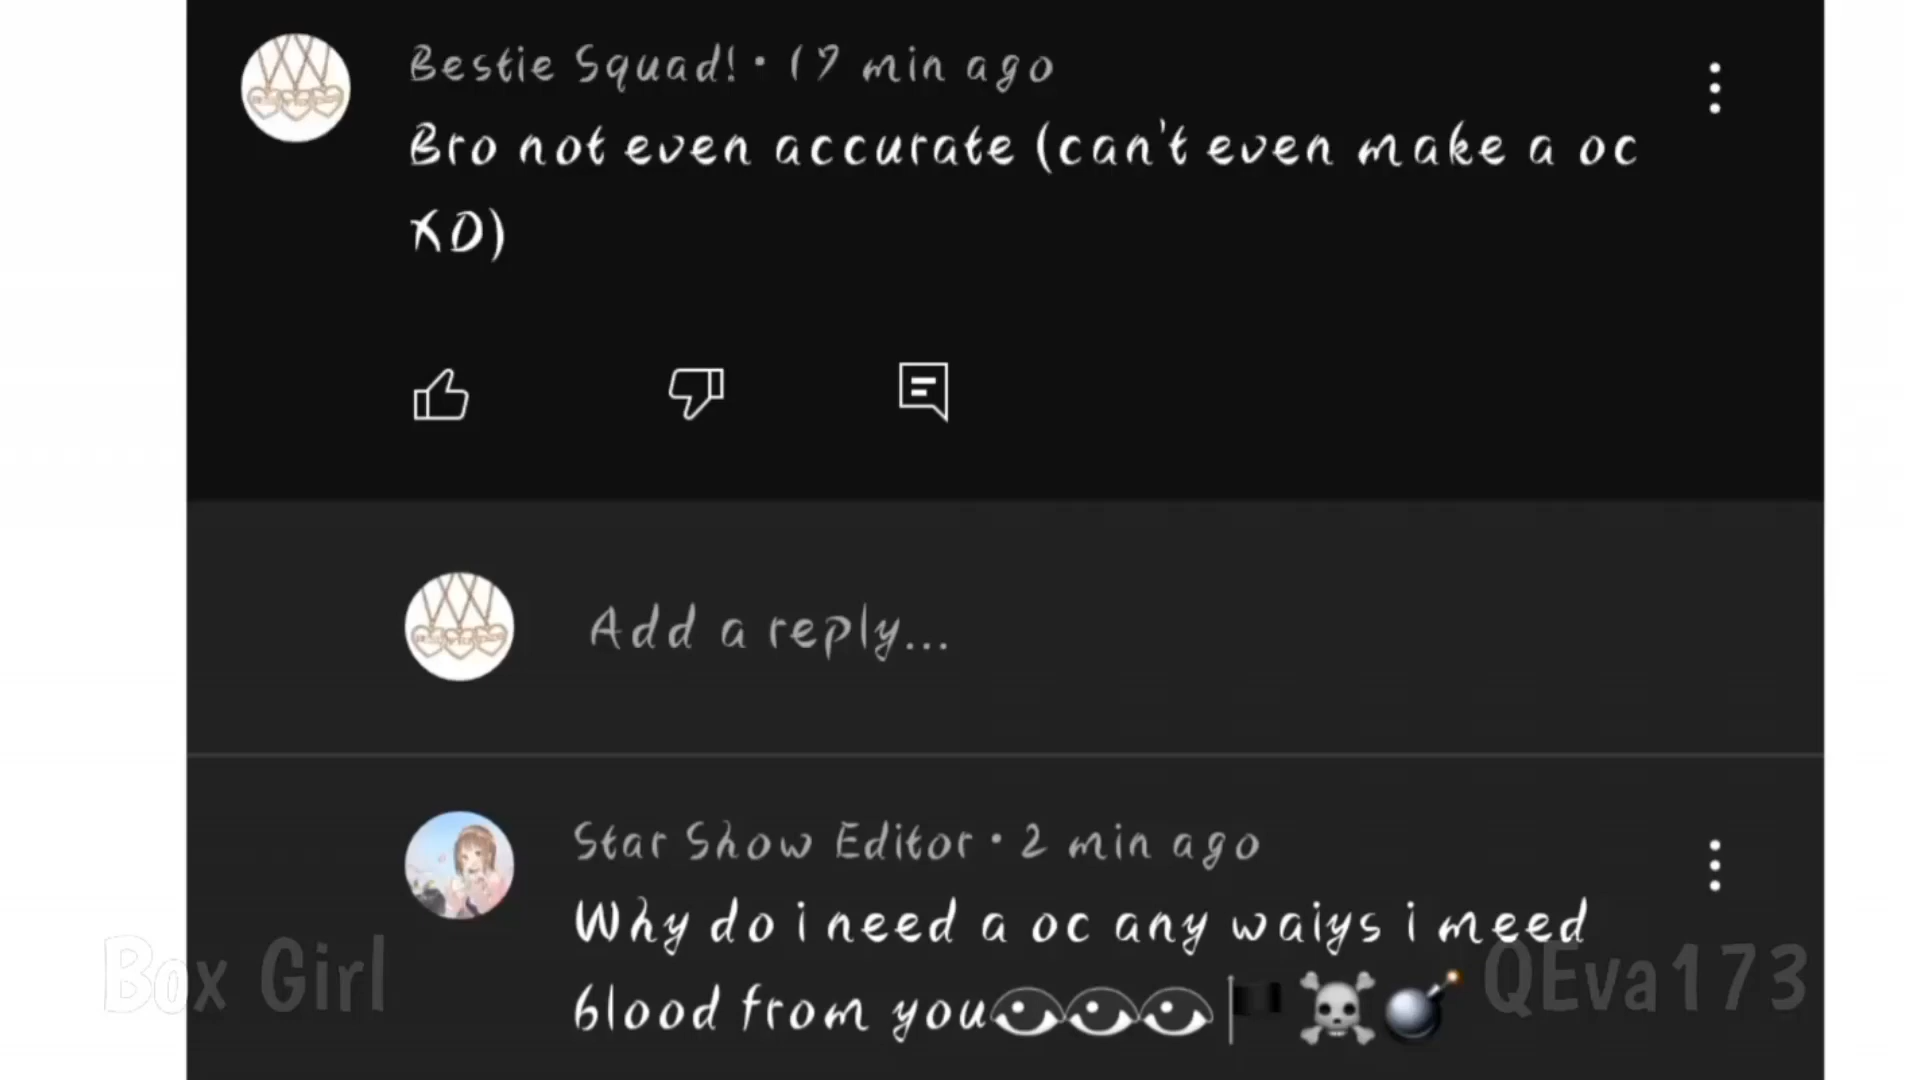 Bestie Squad! • 19 min ago
Bro not even accurate (can't even make a oc
XD)
Add a reply...
Star Show Editor • 2 min ago
Why do i need a oc any waiys i meed
blood from you👁👁👁🏴☠💣
Box Girl
QEva173